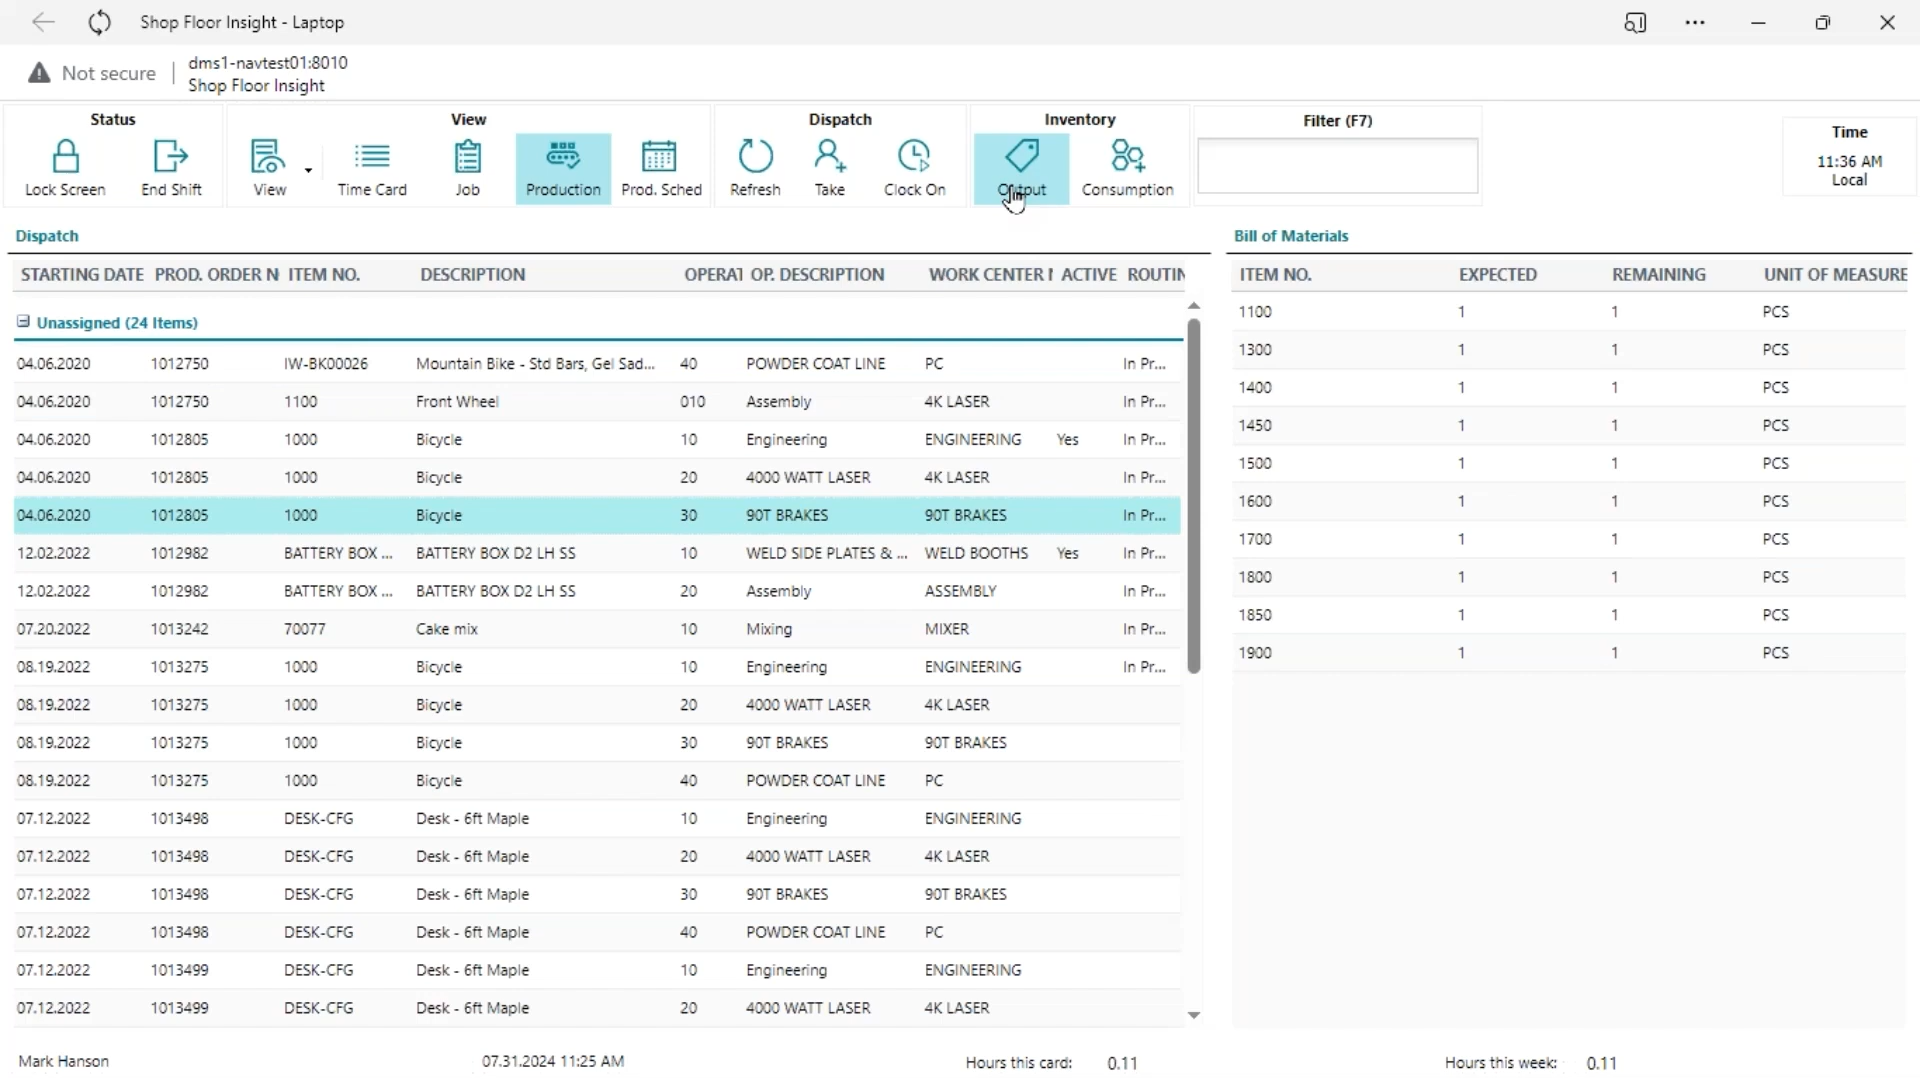 Shop Floor Insight - Laptop
Not secure
dms1-navtest01:8010
Shop Floor Insight
Status
Lock Screen End Shift
View
View Time Card Job Production Prod. Sched
Dispatch
Refresh Take Clock On
Inventory
Output Consumption
Filter (F7)
Time
11:36 AM
Local
Dispatch
STARTING DATE PROD. ORDER N ITEM NO. DESCRIPTION OPERAT OP. DESCRIPTION WORK CENTER ACTIVE ROUTIN
Unassigned (24 Items)
04.06.2020 1012750 IW-BK00026 Mountain Bike - Std Bars, Gel Sad... 40 POWDER COAT LINE PC In Pr...
04.06.2020 1012750 1100 Front Wheel 010 Assembly 4K LASER In Pr...
04.06.2020 1012805 1000 Bicycle 10 Engineering ENGINEERING Yes In Pr...
04.06.2020 1012805 1000 Bicycle 20 4000 WATT LASER 4K LASER In Pr...
04.06.2020 1012805 1000 Bicycle 30 90T BRAKES 90T BRAKES In Pr...
12.02.2022 1012982 BATTERY BOX ... BATTERY BOX D2 LH SS 10 WELD SIDE PLATES & ... WELD BOOTHS Yes In Pr...
12.02.2022 1012982 BATTERY BOX ... BATTERY BOX D2 LH SS 20 Assembly ASSEMBLY In Pr...
07.20.2022 1013242 70077 Cake mix 10 Mixing MIXER In Pr...
08.19.2022 1013275 1000 Bicycle 10 Engineering ENGINEERING In Pr...
08.19.2022 1013275 1000 Bicycle 20 4000 WATT LASER 4K LASER
08.19.2022 1013275 1000 Bicycle 30 90T BRAKES 90T BRAKES
08.19.2022 1013275 1000 Bicycle 40 POWDER COAT LINE PC
07.12.2022 1013498 DESK-CFG Desk - 6ft Maple 10 Engineering ENGINEERING
07.12.2022 1013498 DESK-CFG Desk - 6ft Maple 20 4000 WATT LASER 4K LASER
07.12.2022 1013498 DESK-CFG Desk - 6ft Maple 30 90T BRAKES 90T BRAKES
07.12.2022 1013498 DESK-CFG Desk - 6ft Maple 40 POWDER COAT LINE PC
07.12.2022 1013499 DESK-CFG Desk - 6ft Maple 10 Engineering ENGINEERING
07.12.2022 1013499 DESK-CFG Desk - 6ft Maple 20 4000 WATT LASER 4K LASER
Bill of Materials
ITEM NO. EXPECTED REMAINING UNIT OF MEASURE
1100 1 1 PCS
1300 1 1 PCS
1400 1 1 PCS
1450 1 1 PCS
1500 1 1 PCS
1600 1 1 PCS
1700 1 1 PCS
1800 1 1 PCS
1850 1 1 PCS
1900 1 1 PCS
Mark Hanson 07.31.2024 11:25 AM Hours this card: 0.11 Hours this week: 0.11